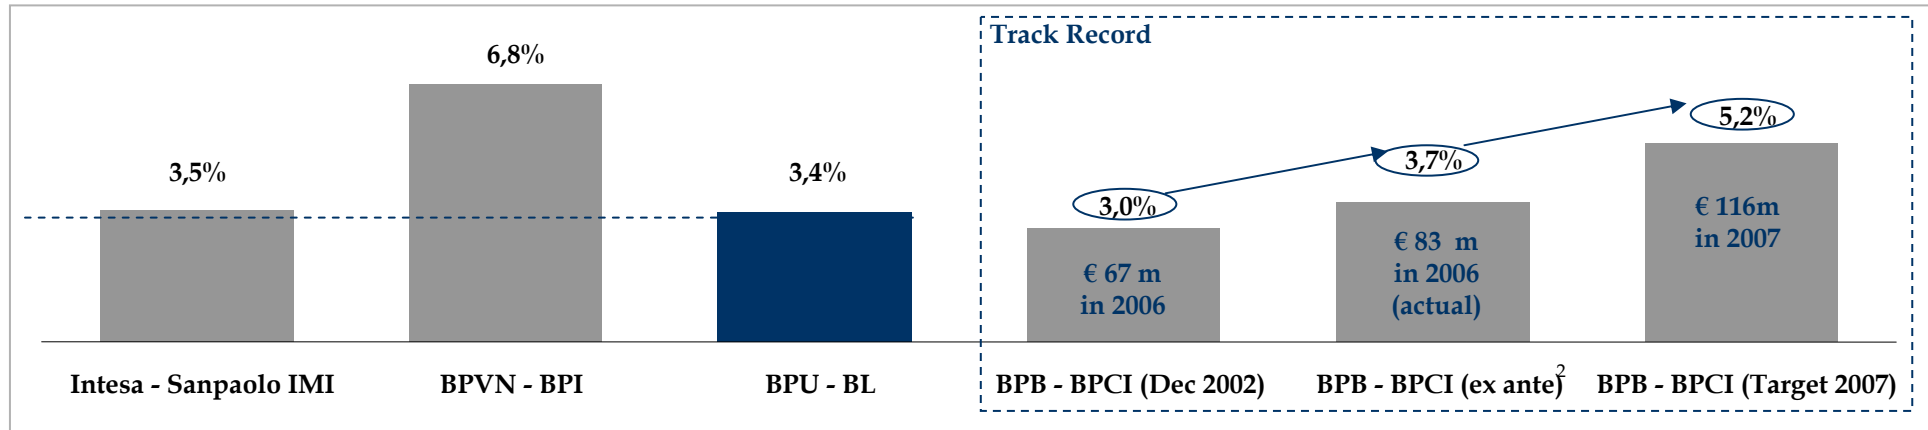 Track Record
6,8%
5,2%
3,5%
3,4%
3,7%
3,0%
€ 67 m
in 2006
€ 83 m
in 2006
(actual)
€ 116m
in 2007
Intesa - Sanpaolo IMI
BPVN - BPI
BPU - BL
BPB - BPCI (Dec 2002)
BPB - BPCI (ex ante)2
BPB - BPCI (Target 2007)